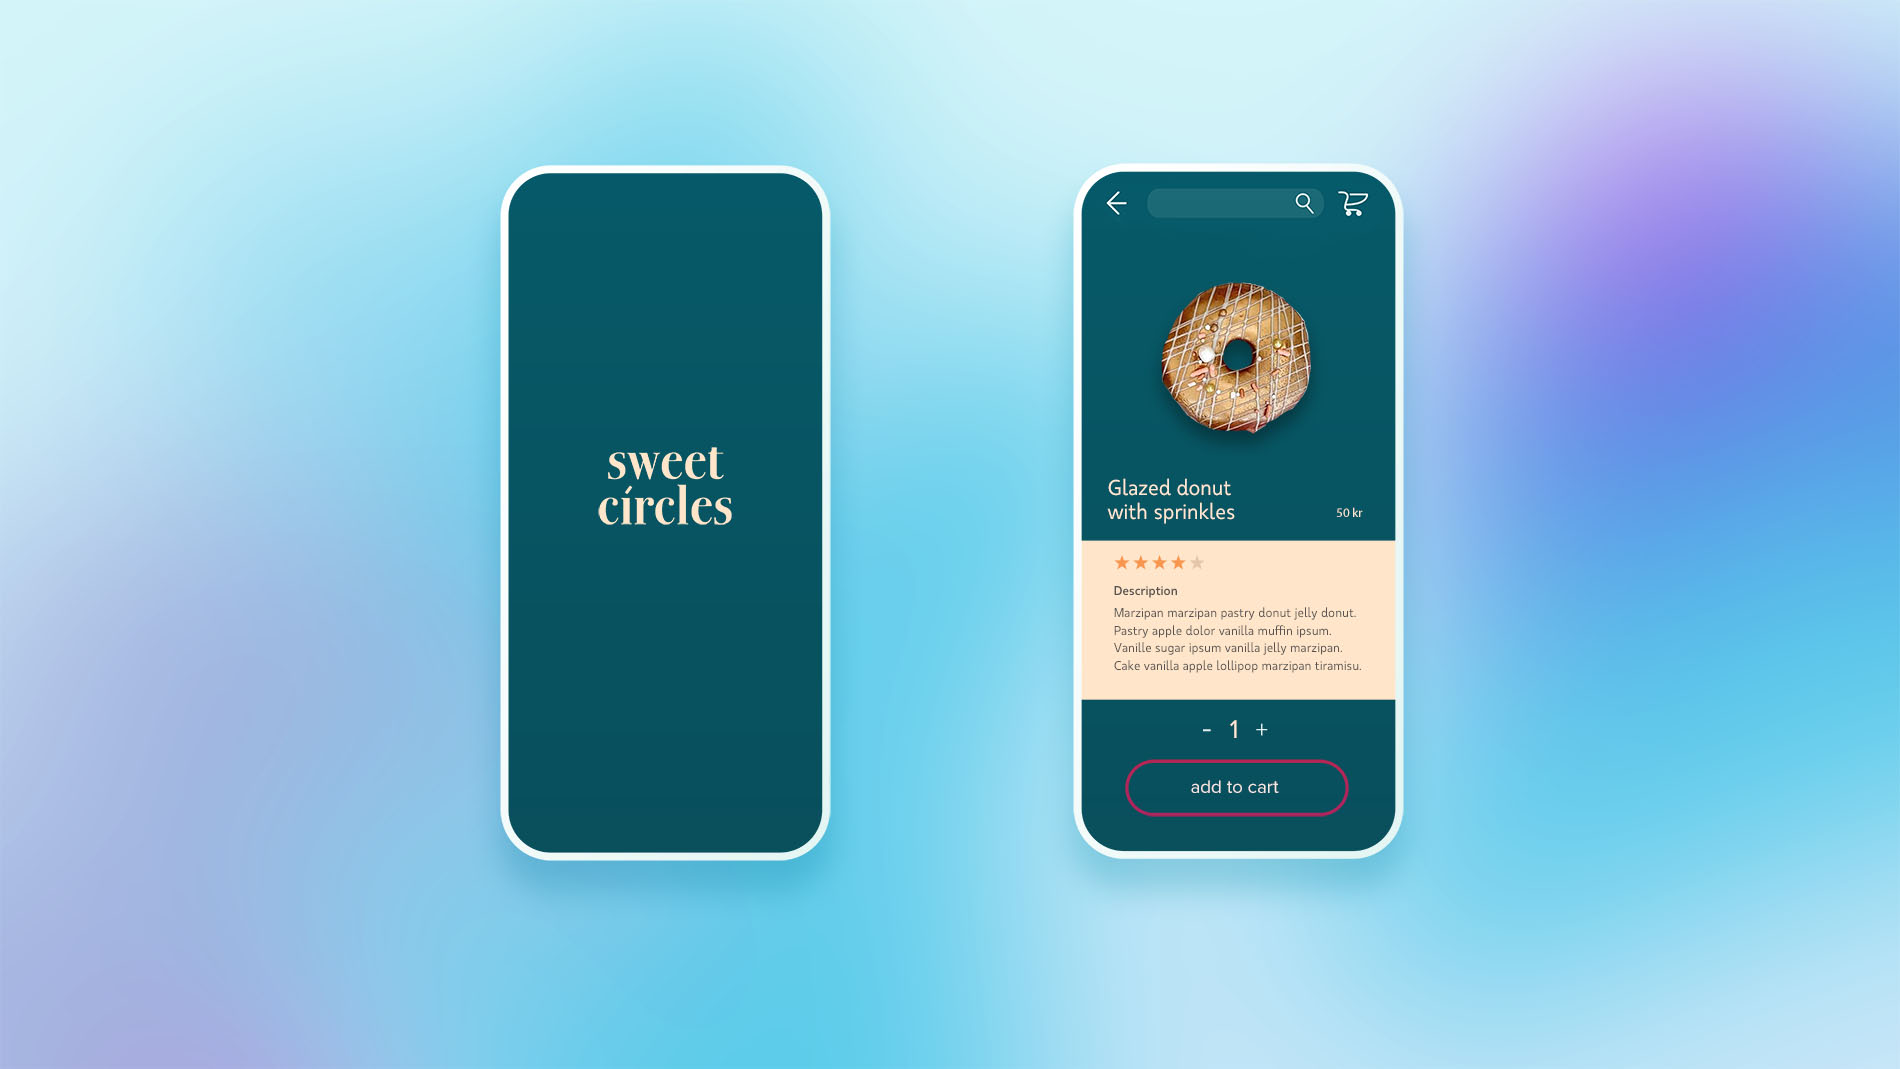 sweet
círcles
Glazed donut
with sprinkles
50 kr
Description
Marzipan marzipan pastry donut jelly donut.
Pastry apple dolor vanilla muffin ipsum.
Vanille sugar ipsum vanilla jelly marzipan.
Cake vanilla apple lollipop marzipan tiramisu.
- 1 +
add to cart